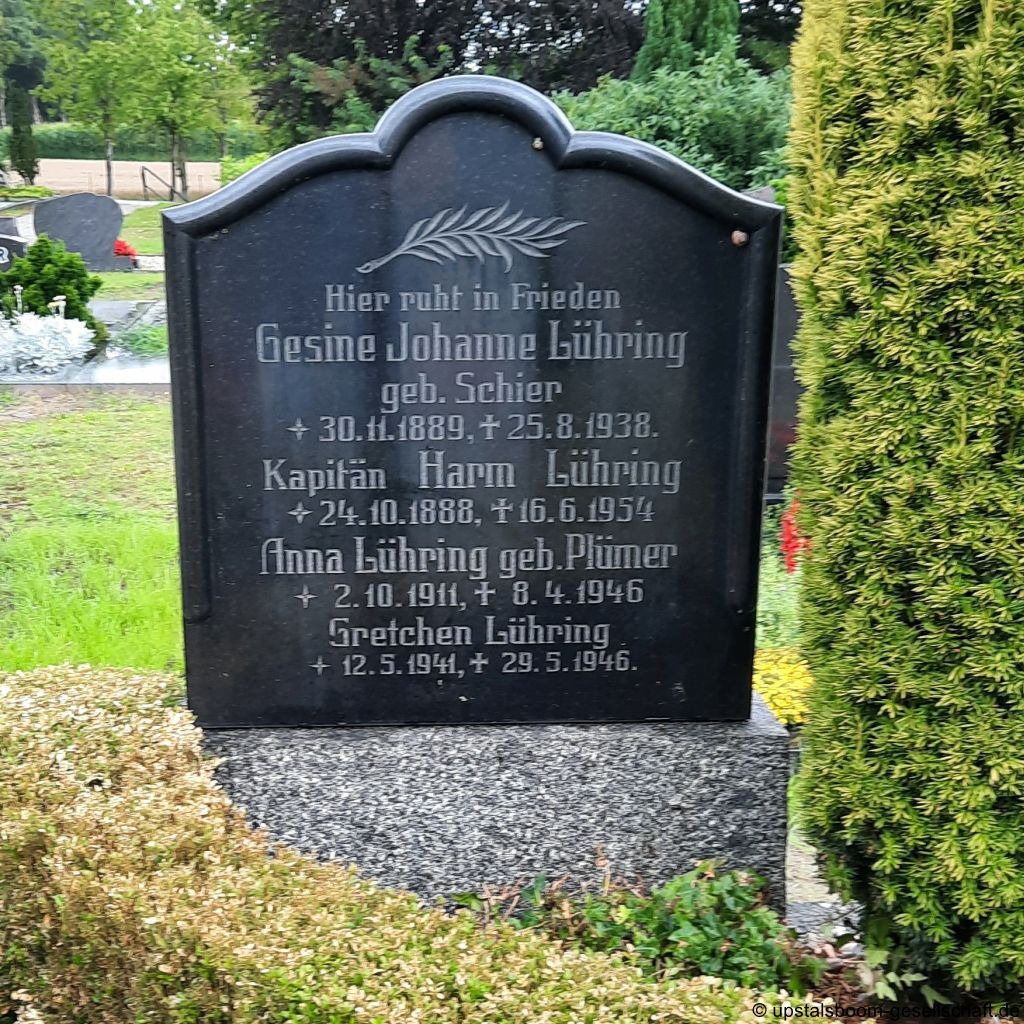 Hier ruht in Frieden
Gesine Johanne Lühring
geb. Schier
✦ 30.11.1889, ✝ 25.8.1938.
Kapitän Harm Lühring
✦ 24.10.1888, ✝ 16.6.1954
Anna Lühring geb. Plümer
✦ 2.10.1911, ✝ 8.4.1946
Gretchen Lühring
✦ 12.5.1941, ✝ 29.5.1946.
© upstalsboom-gesellschaft.de